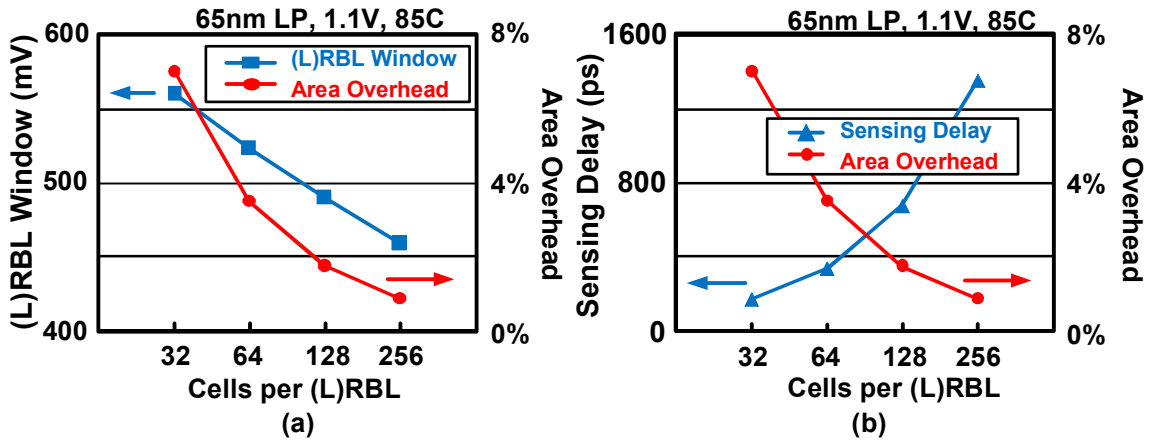 65nm LP, 1.1V, 85C
600
500
400
(L)RBL Window (mV)
(L)RBL Window
Area Overhead
8%
4%
0%
Area Overhead
32 64 128 256
Cells per (L)RBL
(a)
65nm LP, 1.1V, 85C
1600
800
0
Sensing Delay (ps)
Sensing Delay
Area Overhead
8%
4%
0%
Area Overhead
32 64 128 256
Cells per (L)RBL
(b)